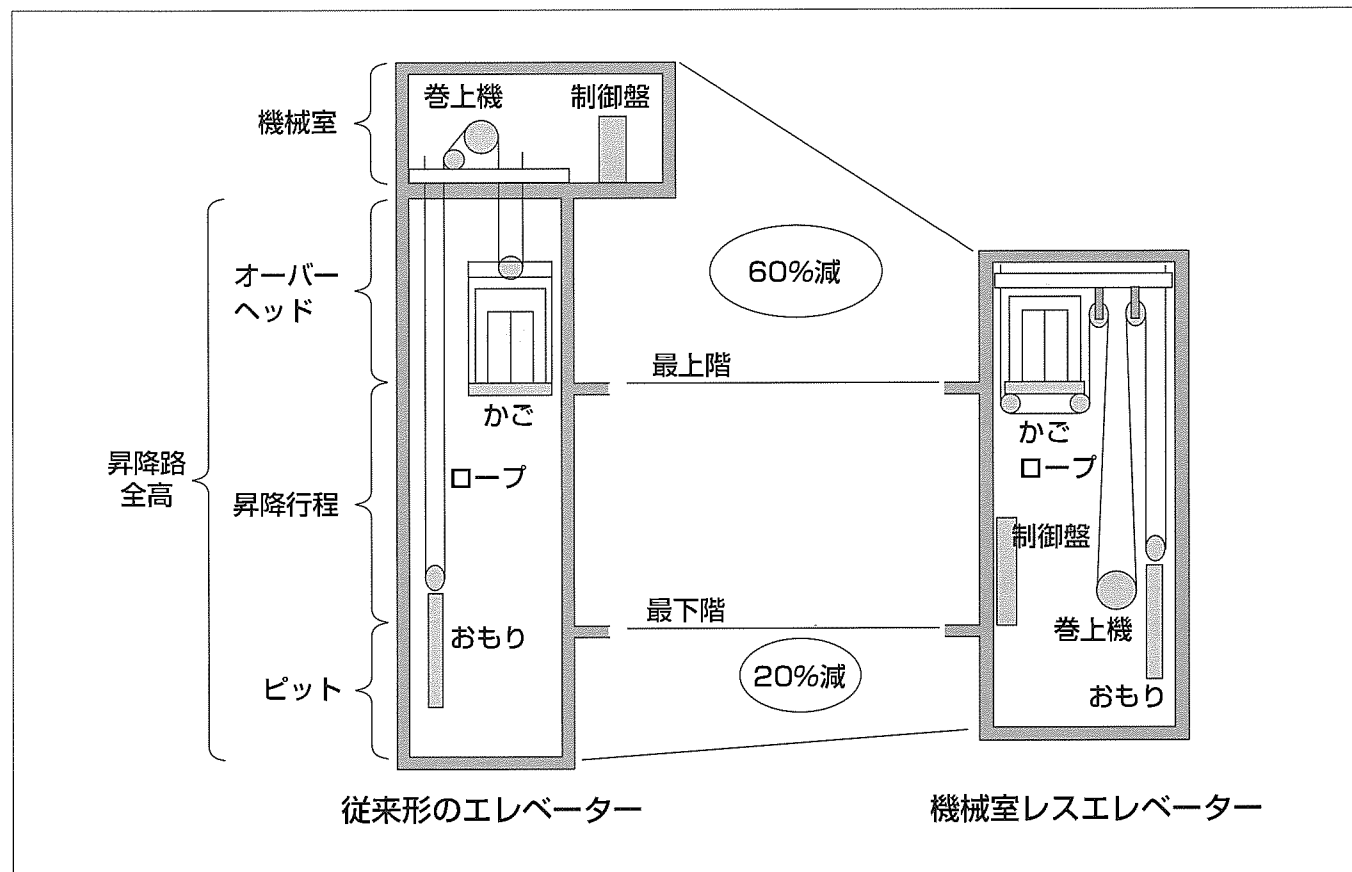 機械室
巻上機
制御盤
オーバー
ヘッド
かご
昇降路
全高
ロープ
昇降行程
おもり
ピット
60%減
最上階
最下階
20%減
かご
ロープ
制御盤
巻上機
おもり
従来形のエレベーター
機械室レスエレベーター